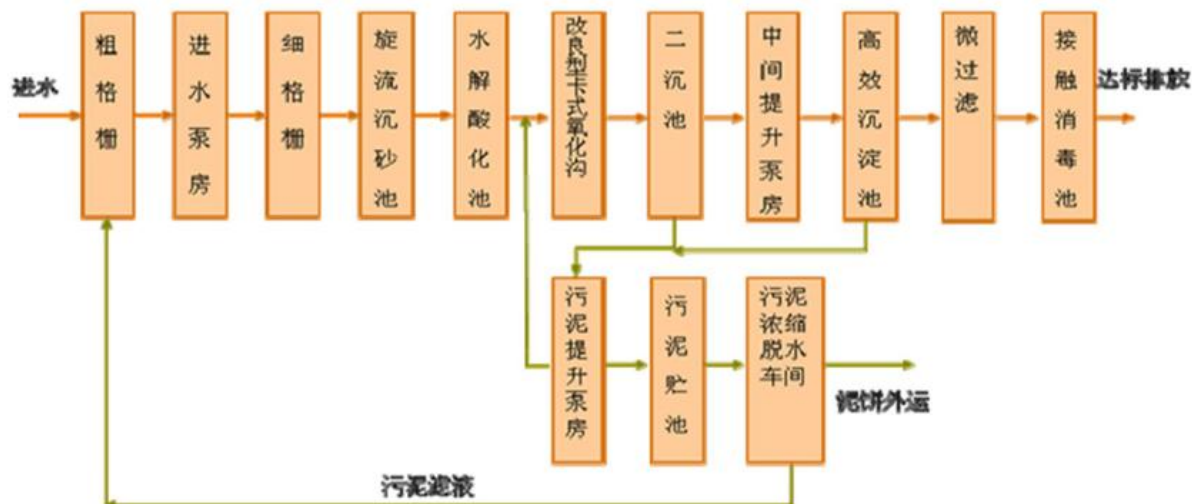 进水
粗格栅
进水泵房
细格栅
旋流沉砂池
水解酸化池
改良型卡式氧化沟
二沉池
中间提升泵房
高效沉淀池
微过滤
接触消毒池
达标排放
污泥提升泵房
污泥贮池
污泥浓缩脱水车间
泥饼外运
污泥滤液